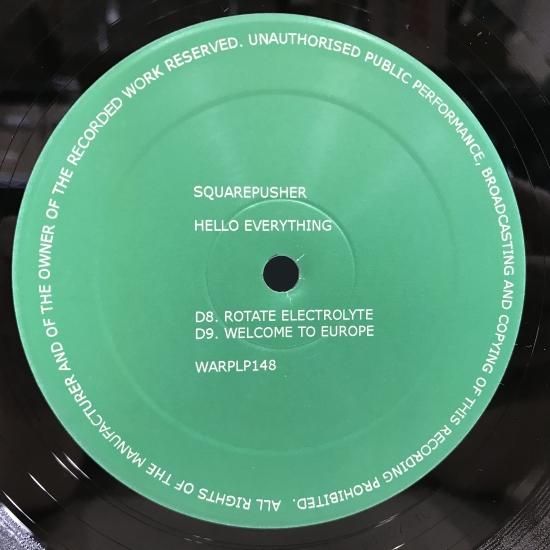 SQUAREPUSHER
HELLO EVERYTHING
D8. ROTATE ELECTROLYTE
D9. WELCOME TO EUROPE
WARPLP148
ALL RIGHTS OF THE MANUFACTURER AND OF THE OWNER OF THE RECORDED WORK RESERVED. UNAUTHORISED PUBLIC PERFORMANCE, BROADCASTING AND COPYING OF THIS RECORDING PROHIBITED.